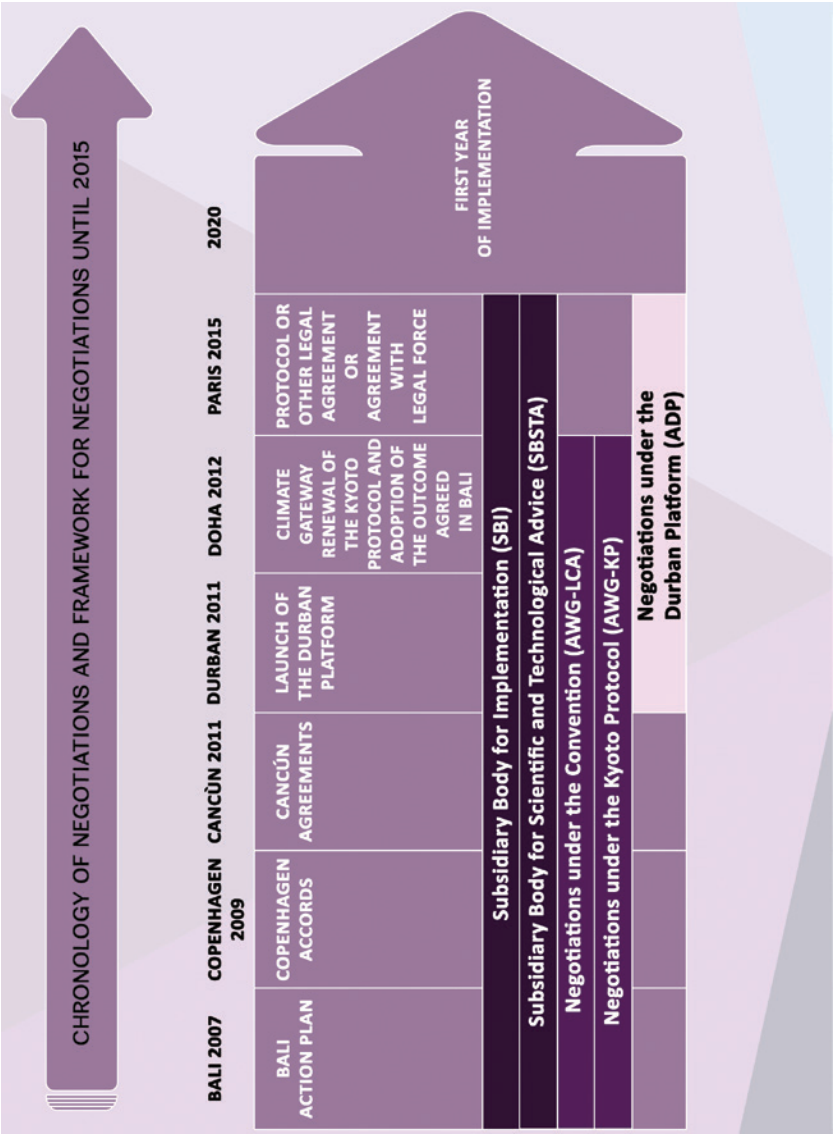 CHRONOLOGY OF NEGOTIATIONS AND FRAMEWORK FOR NEGOTIATIONS UNTIL 2015
BALI 2007
COPENHAGEN
2009
CANCÙN 2011
DURBAN 2011
DOHA 2012
PARIS 2015
2020
BALI
ACTION PLAN
COPENHAGEN
ACCORDS
CANCÚN
AGREEMENTS
LAUNCH OF
THE DURBAN
PLATFORM
CLIMATE
GATEWAY
RENEWAL OF
THE KYOTO
PROTOCOL AND
ADOPTION OF
THE OUTCOME
AGREED
IN BALI
PROTOCOL OR
OTHER LEGAL
AGREEMENT
OR
AGREEMENT
WITH
LEGAL FORCE
FIRST YEAR
OF IMPLEMENTATION
Subsidiary Body for Implementation (SBI)
Subsidiary Body for Scientific and Technological Advice (SBSTA)
Negotiations under the Convention (AWG-LCA)
Negotiations under the Kyoto Protocol (AWG-KP)
Negotiations under the
Durban Platform (ADP)